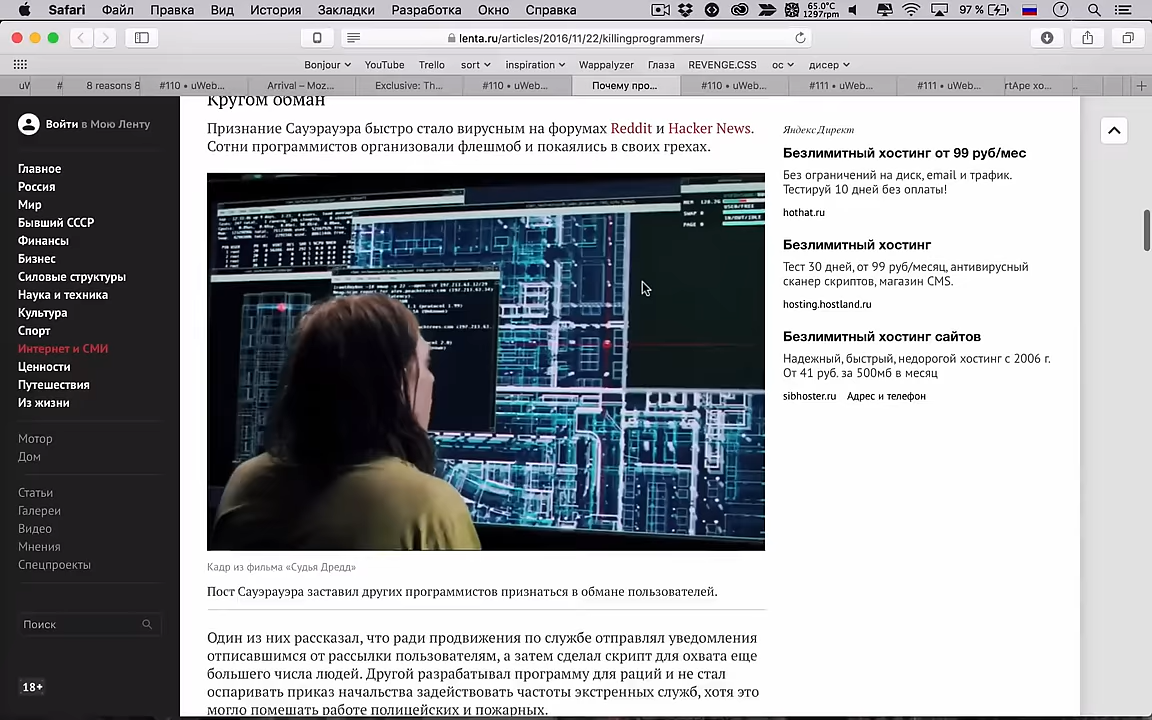 Safari Файл Правка Вид История Закладки Разработка Окно Справка 65.0°C 1297rpm 97 %
lenta.ru/articles/2016/11/22/killingprogrammers/
Bonjour YouTube Trello sort inspiration Wappalyzer Глаза REVENGE.CSS ос дисер
uV # 8 reasons 8 #110 • uWeb... Arrival – Moz... Exclusive: Th... #110 • uWeb... Почему про... #110 • uWeb... #111 • uWeb... #111 • uWeb... rtApe xo...
Войти в Мою Ленту
Главное
Россия
Мир
Бывший СССР
Финансы
Бизнес
Силовые структуры
Наука и техника
Культура
Спорт
Интернет и СМИ
Ценности
Путешествия
Из жизни
Мотор
Дом
Статьи
Галереи
Видео
Мнения
Спецпроекты
Поиск
18+
Кругом обман
Признание Сауэрауэра быстро стало вирусным на форумах Reddit и Hacker News.
Сотни программистов организовали флешмоб и покаялись в своих грехах.
Кадр из фильма «Судья Дредд»
Пост Сауэрауэра заставил других программистов признаться в обмане пользователей.
Один из них рассказал, что ради продвижения по службе отправлял уведомления
отписавшимся от рассылки пользователям, а затем сделал скрипт для охвата еще
большего числа людей. Другой разрабатывал программу для раций и не стал
оспаривать приказ начальства задействовать частоты экстренных служб, хотя это
могло помешать работе полицейских и пожарных.
Яндекс Директ
Безлимитный хостинг от 99 руб/мес
Без ограничений на диск, email и трафик.
Тестируй 10 дней без оплаты!
hothat.ru
Безлимитный хостинг
Тест 30 дней, от 99 руб/месяц, антивирусный
сканер скриптов, магазин CMS.
hosting.hostland.ru
Безлимитный хостинг сайтов
Надежный, быстрый, недорогой хостинг с 2006 г.
От 41 руб. за 500мб в месяц
sibhoster.ru Адрес и телефон